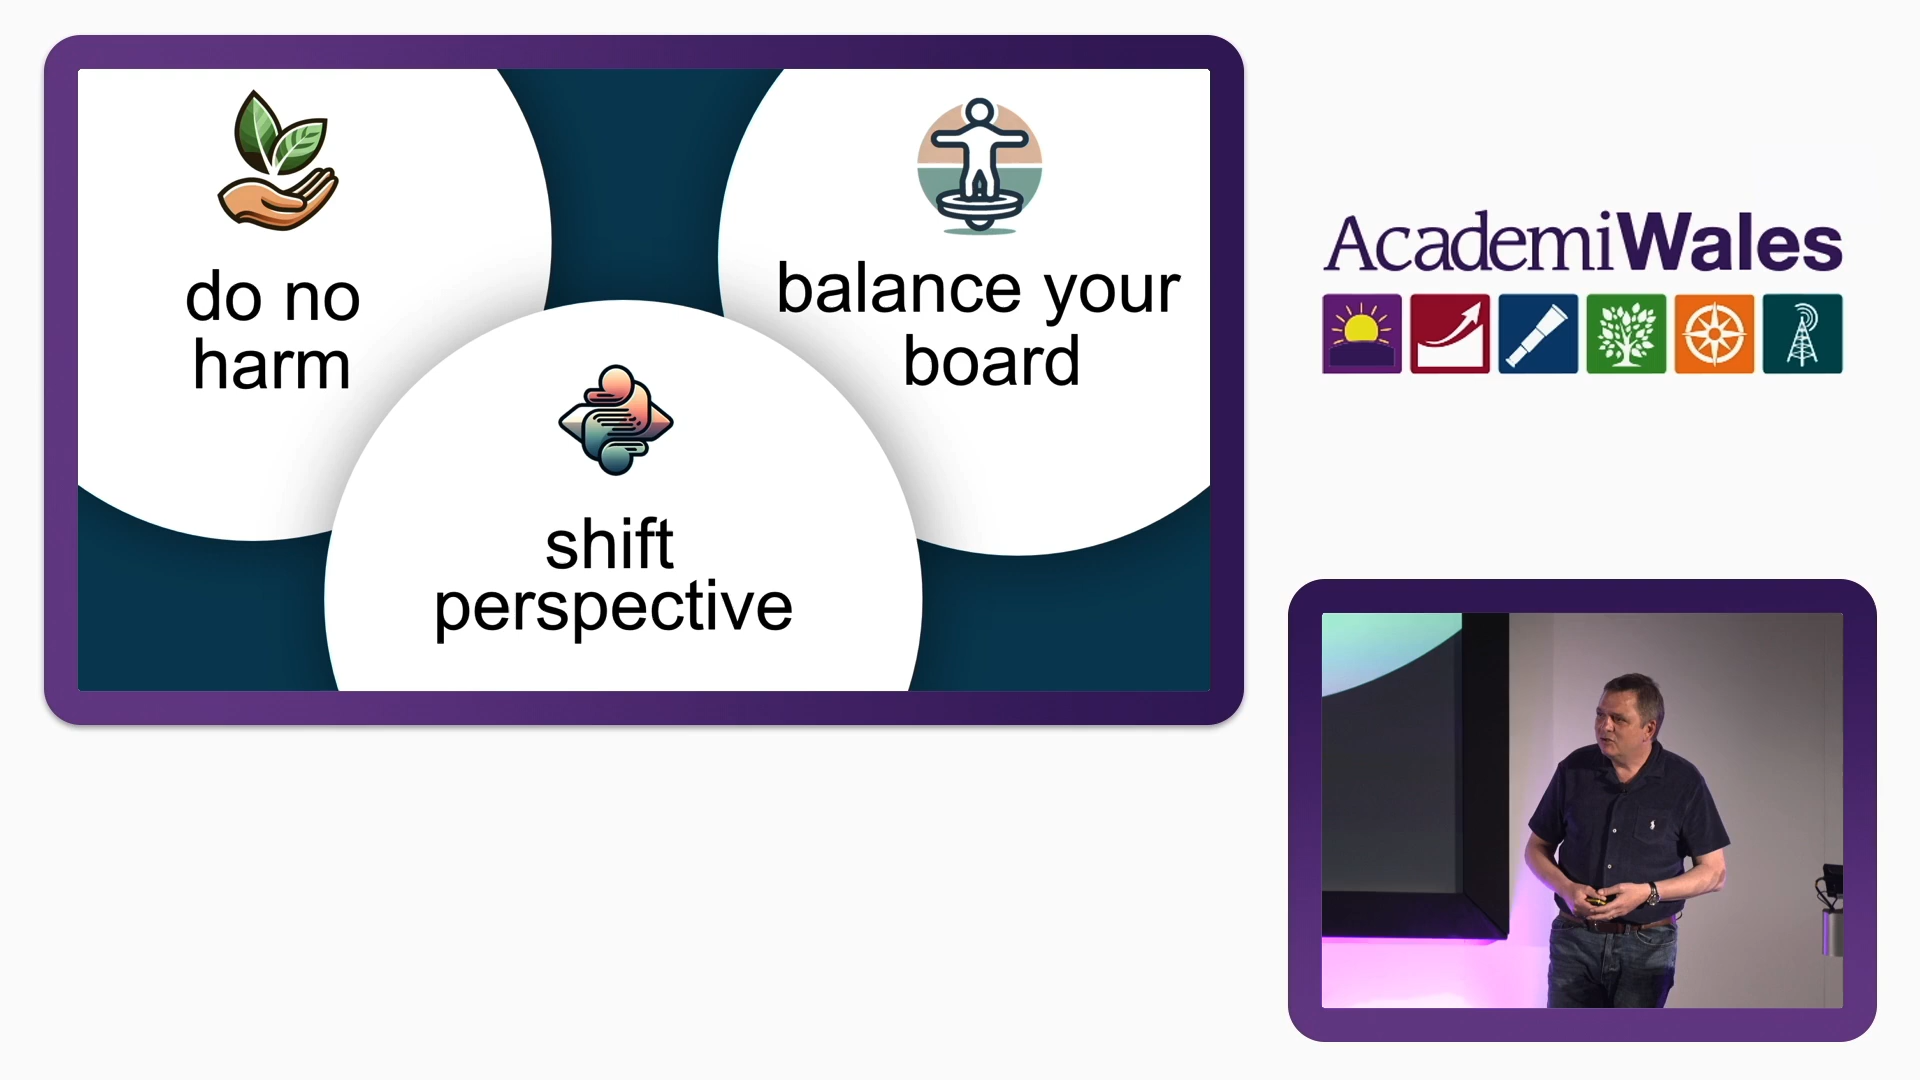 do no
harm
balance your
board
shift
perspective
AcademiWales